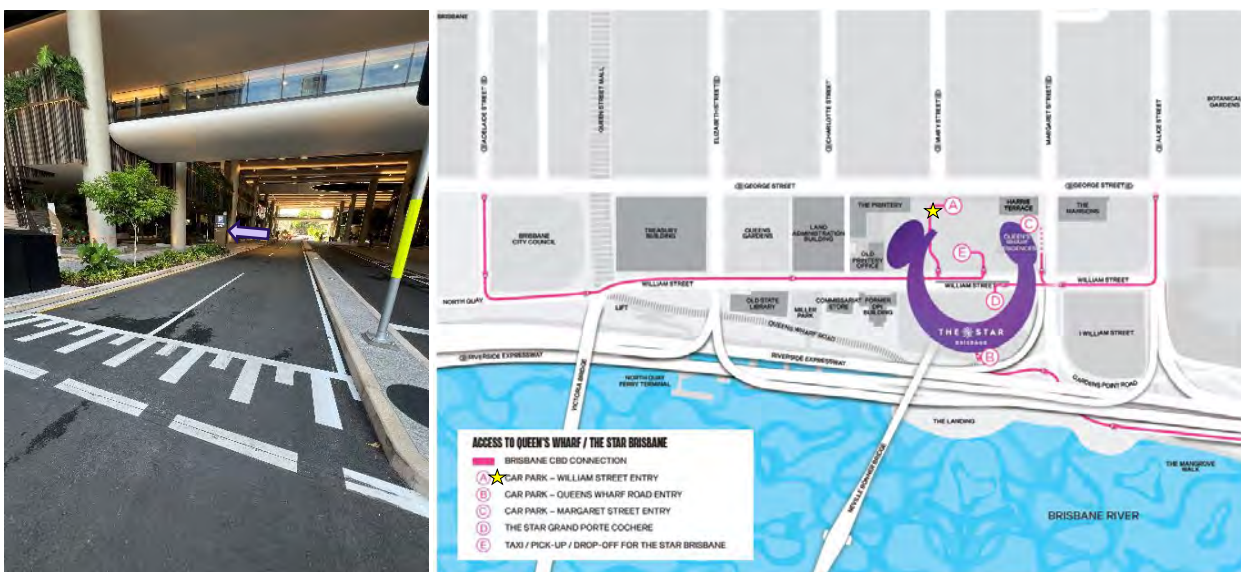 BRISBANE
ADELAIDE STREET
QUEEN STREET MALL
ELIZABETH STREET
CHARLOTTE STREET
MARY STREET
MARGARET STREET
ALICE STREET
BOTANICAL
GARDENS
GEORGE STREET
GEORGE STREET
BRISBANE
CITY COUNCIL
TREASURY
BUILDING
QUEENS
GARDENS
LAND
ADMINISTRATION
BUILDING
THE PRINTERY
OLD
PRINTERY
OFFICE
A
E
HARRIS
TERRACE
C
QUEEN'S
WHARF
RESIDENCES
THE
MANSIONS
NORTH QUAY
WILLIAM STREET
WILLIAM STREET
D
LIFT
OLD STATE
LIBRARY
MILLER
PARK
COMMISSARIAT
STORE
FORMER
DPI
BUILDING
QUEENS WHARF ROAD
THE STAR
BRISBANE
B
1 WILLIAM STREET
RIVERSIDE EXPRESSWAY
RIVERSIDE EXPRESSWAY
VICTORIA BRIDGE
NORTH QUAY
FERRY TERMINAL
GARDENS POINT ROAD
THE LANDING
NEVILLE BONNER BRIDGE
THE MANGROVE
WALK
BRISBANE RIVER
ACCESS TO QUEEN'S WHARF / THE STAR BRISBANE
BRISBANE CBD CONNECTION
A CAR PARK – WILLIAM STREET ENTRY
B CAR PARK – QUEENS WHARF ROAD ENTRY
C CAR PARK – MARGARET STREET ENTRY
D THE STAR GRAND PORTE COCHERE
E TAXI / PICK-UP / DROP-OFF FOR THE STAR BRISBANE